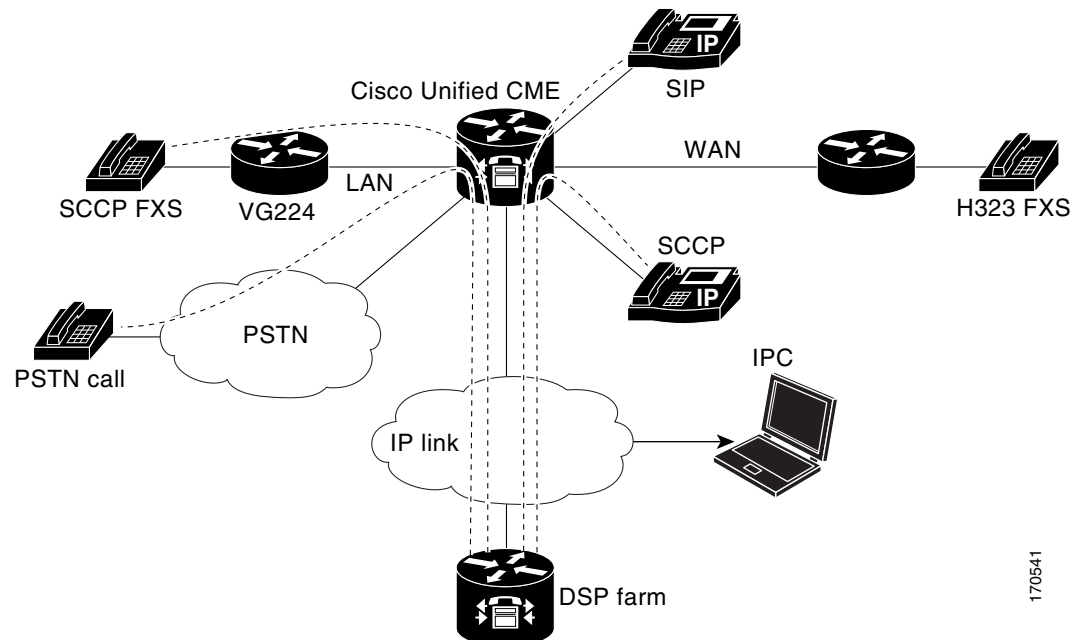 IP
SIP
Cisco Unified CME
WAN
LAN
SCCP FXS
VG224
H323 FXS
SCCP
IP
PSTN
PSTN call
IPC
IP link
DSP farm
170541